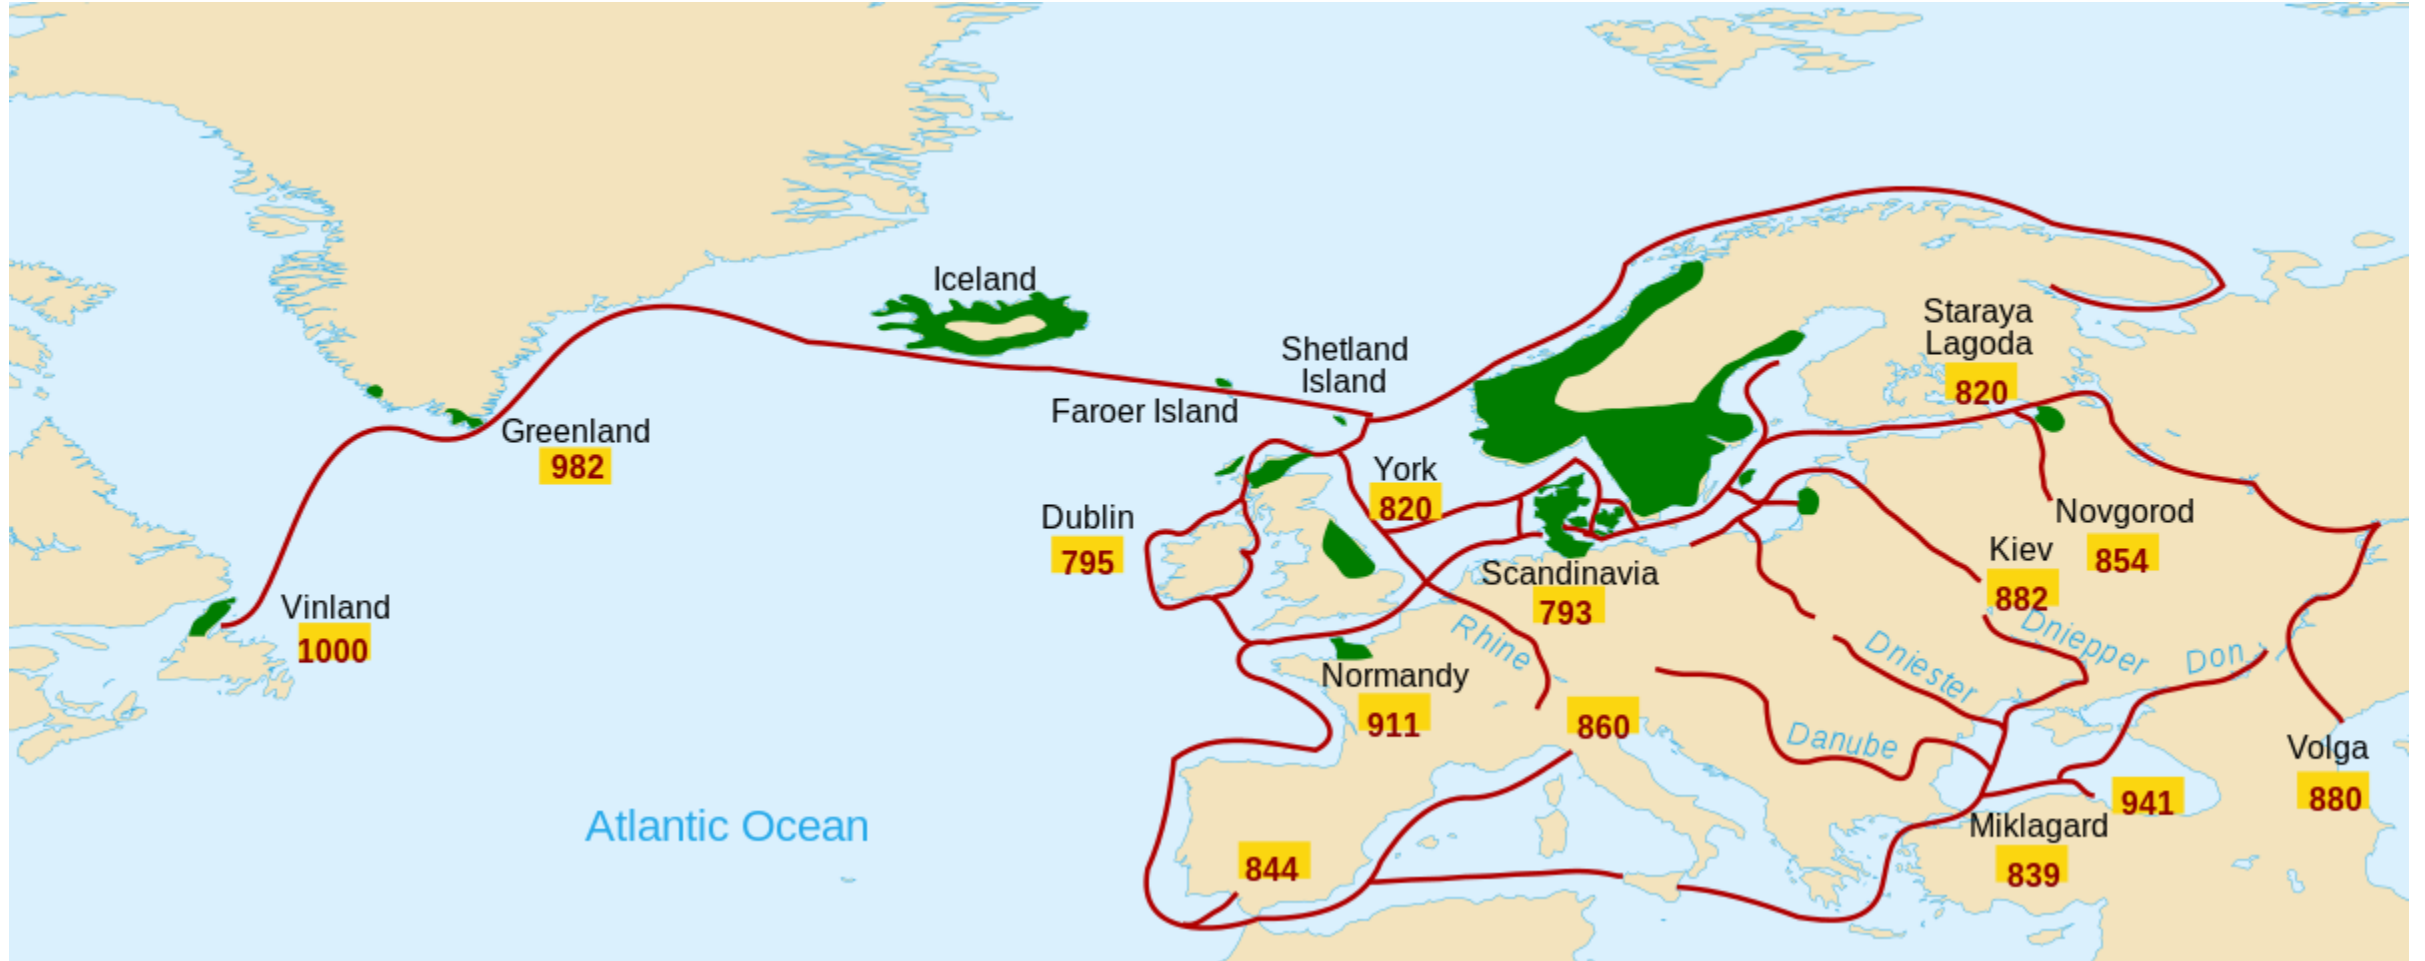 Iceland
Shetland
Island
Faroer Island
Greenland
982
Vinland
1000
Dublin
795
York
820
Scandinavia
793
Staraya
Lagoda
820
Novgorod
854
Kiev
882
Dniepper
Dniester
Don
Rhine
Normandy
911
860
Danube
Volga
880
941
Miklagard
839
844
Atlantic Ocean